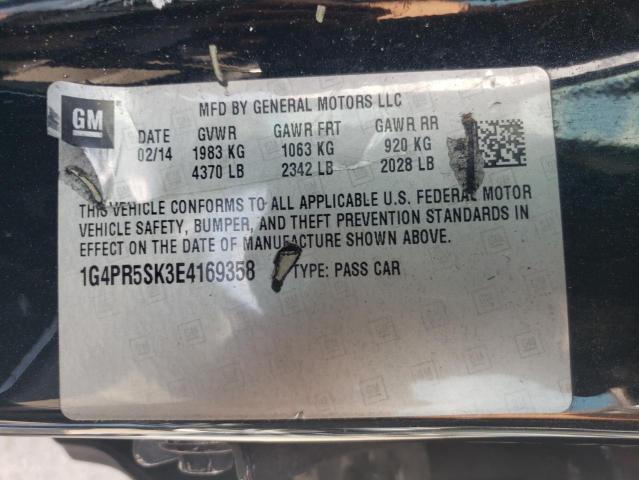 GM
MFD BY GENERAL MOTORS LLC
DATE GVWR GAWR FRT GAWR RR
02/14 1983 KG 1063 KG 920 KG
4370 LB 2342 LB 2028 LB
THIS VEHICLE CONFORMS TO ALL APPLICABLE U.S. FEDERAL MOTOR
VEHICLE SAFETY, BUMPER, AND THEFT PREVENTION STANDARDS IN
EFFECT ON THE DATE OF MANUFACTURE SHOWN ABOVE.
1G4PR5SK3E4169358 TYPE: PASS CAR